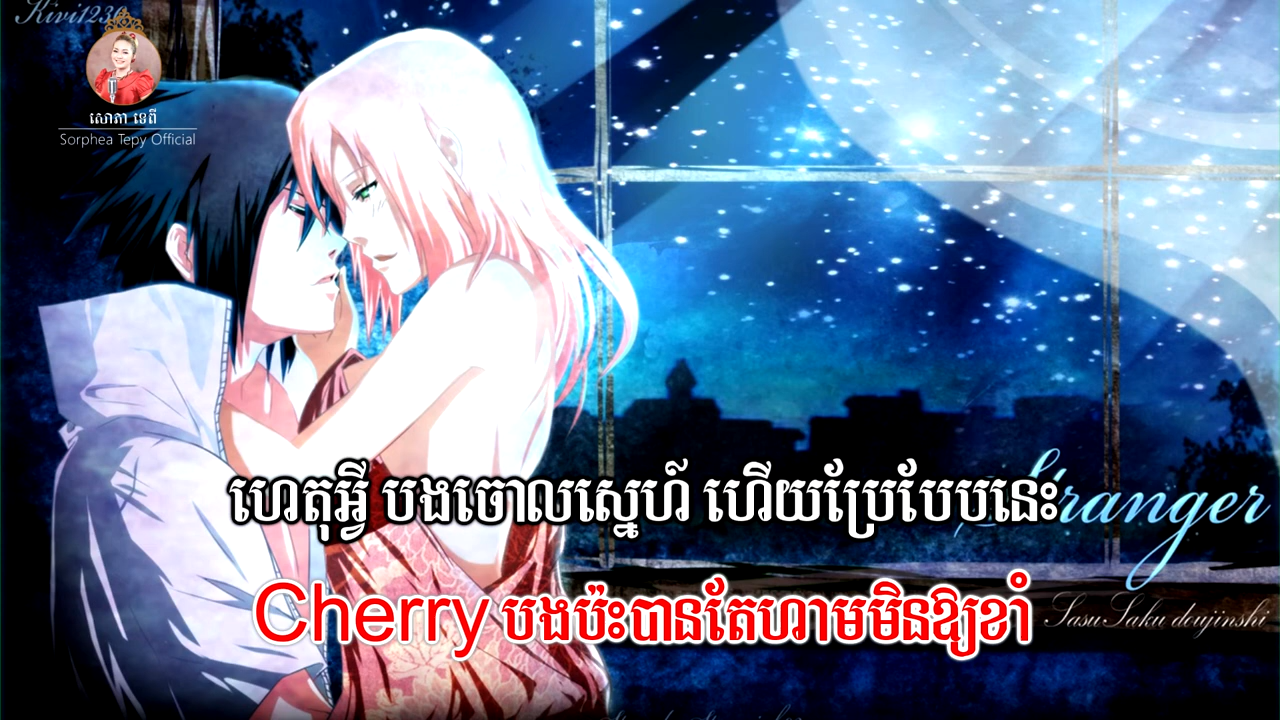 Kivi1230
សោភា ទេពី
Sorphea Tepy Official
ហេតុអ្វី បងចោលស្នេហ៍ ហើយប្រែបែបនេះ
Stranger
Cherry បងប៉ះបានតែហាមមិនឱ្យខាំ
SasuSaku doujinshi